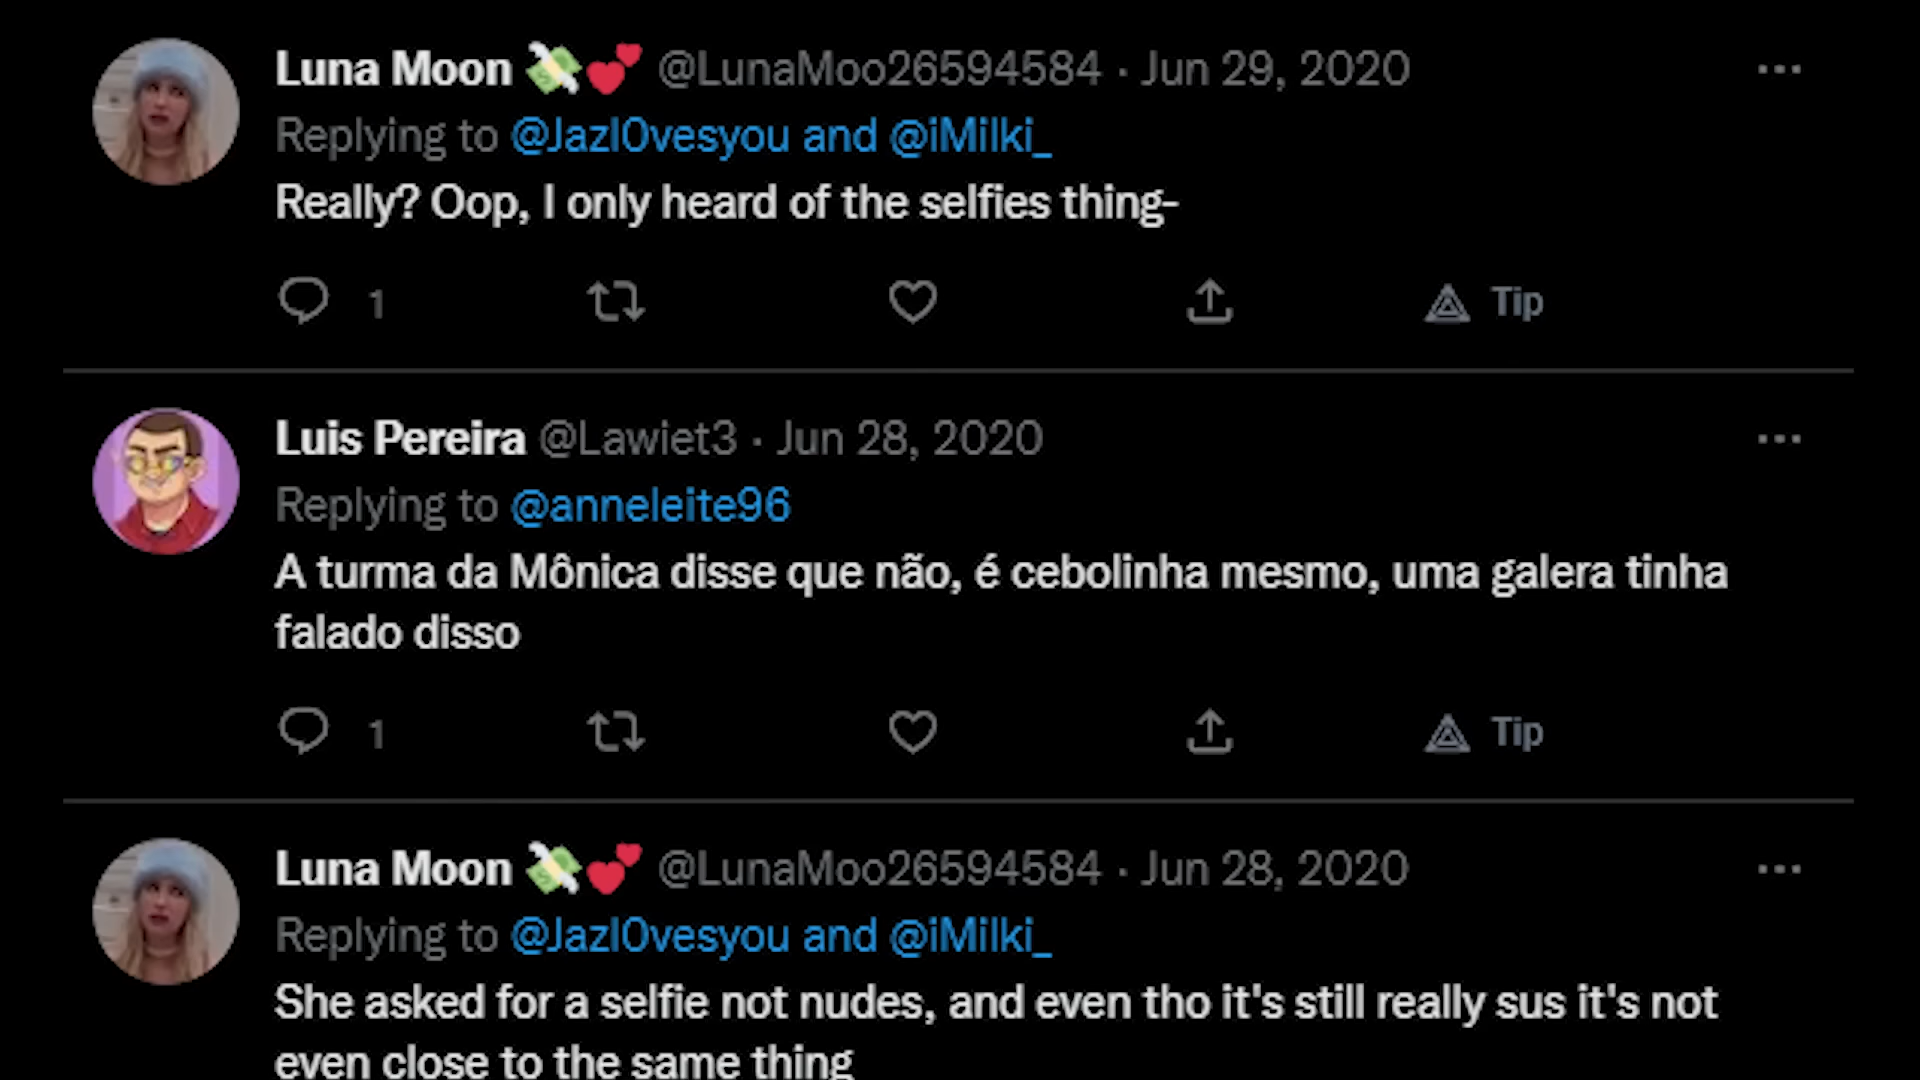 Luna Moon 💸💕 @LunaMoo26594584 · Jun 29, 2020
Replying to @Jazl0vesyou and @iMilki_
Really? Oop, I only heard of the selfies thing-
1 Tip
Luis Pereira @Lawiet3 · Jun 28, 2020
Replying to @anneleite96
A turma da Mônica disse que não, é cebolinha mesmo, uma galera tinha
falado disso
1 Tip
Luna Moon 💸💕 @LunaMoo26594584 · Jun 28, 2020
Replying to @Jazl0vesyou and @iMilki_
She asked for a selfie not nudes, and even tho it's still really sus it's not
even close to the same thing